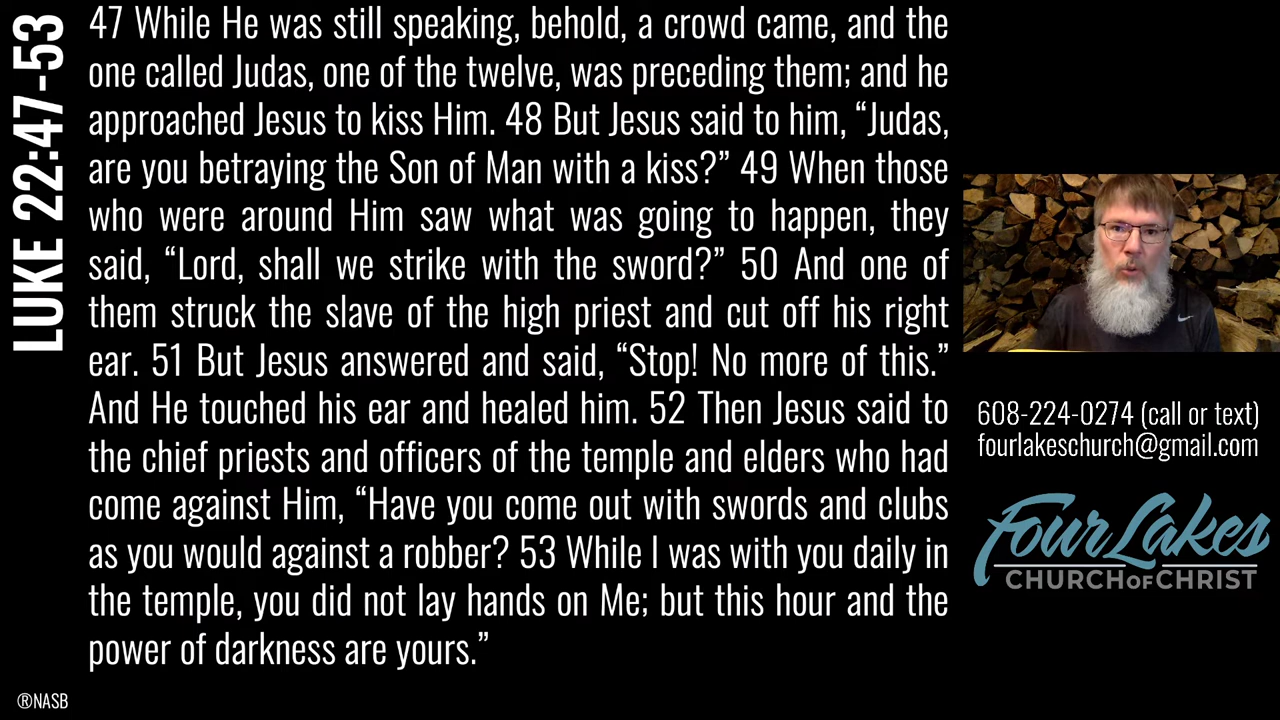 LUKE 22:47-53
47 While He was still speaking, behold, a crowd came, and the
one called Judas, one of the twelve, was preceding them; and he
approached Jesus to kiss Him. 48 But Jesus said to him, “Judas,
are you betraying the Son of Man with a kiss?” 49 When those
who were around Him saw what was going to happen, they
said, “Lord, shall we strike with the sword?” 50 And one of
them struck the slave of the high priest and cut off his right
ear. 51 But Jesus answered and said, “Stop! No more of this.”
And He touched his ear and healed him. 52 Then Jesus said to
the chief priests and officers of the temple and elders who had
come against Him, “Have you come out with swords and clubs
as you would against a robber? 53 While I was with you daily in
the temple, you did not lay hands on Me; but this hour and the
power of darkness are yours.”
®NASB
608-224-0274 (call or text)
fourlakeschurch@gmail.com
Four Lakes
CHURCH OF CHRIST